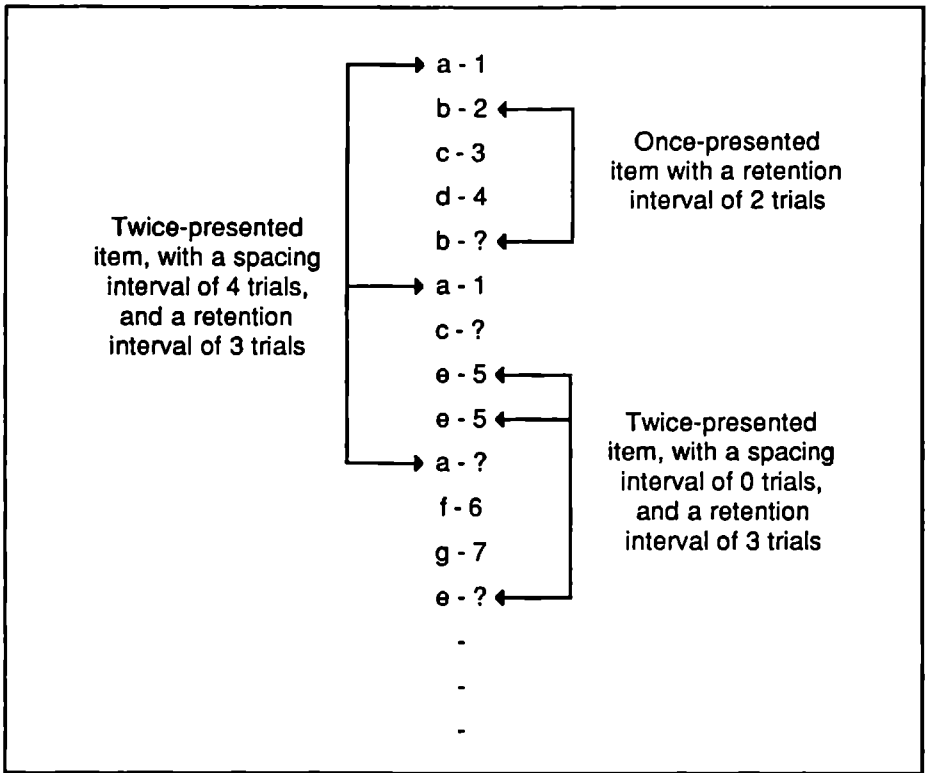 a - 1
b - 2
c - 3
d - 4
b - ?
a - 1
c - ?
e - 5
e - 5
a - ?
f - 6
g - 7
e - ?
-
-
-
Twice-presented
item, with a spacing
interval of 4 trials,
and a retention
interval of 3 trials
Once-presented
item with a retention
interval of 2 trials
Twice-presented
item, with a spacing
interval of 0 trials,
and a retention
interval of 3 trials